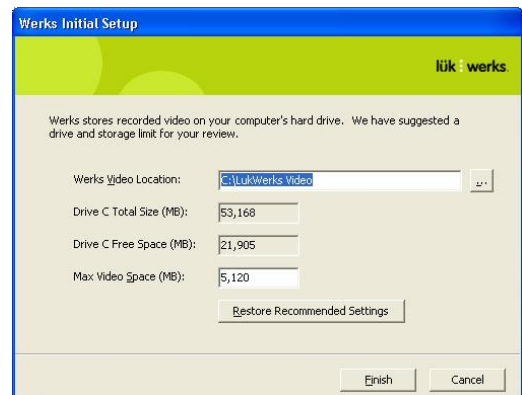 Werks Initial Setup
lük werks.
Werks stores recorded video on your computer's hard drive. We have suggested a
drive and storage limit for your review.
Werks Video Location: C:\LukWerks Video ...
Drive C Total Size (MB): 53,168
Drive C Free Space (MB): 21,905
Max Video Space (MB): 5,120
Restore Recommended Settings
Finish Cancel